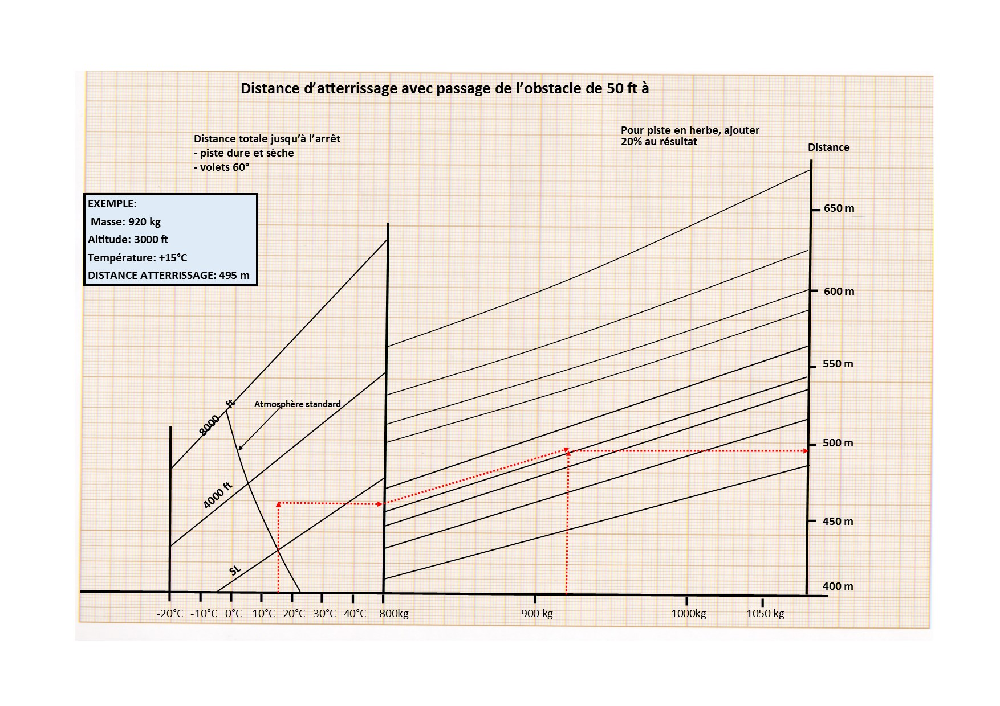 Distance d’atterrissage avec passage de l’obstacle de 50 ft à
Pour piste en herbe, ajouter
20% au résultat
Distance totale jusqu’à l’arrêt
- piste dure et sèche
- volets 60°
Distance
EXEMPLE:
Masse: 920 kg
Altitude: 3000 ft
Température: +15°C
DISTANCE ATTERRISSAGE: 495 m
650 m
600 m
550 m
500 m
450 m
400 m
8000 ft
Atmosphère standard
4000 ft
SL
-20°C -10°C 0°C 10°C 20°C 30°C 40°C 800kg 900 kg 1000kg 1050 kg